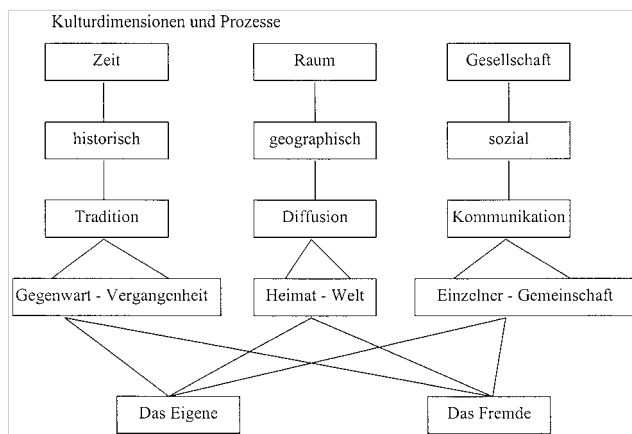 Kulturdimensionen und Prozesse
Zeit
Raum
Gesellschaft
historisch
geographisch
sozial
Tradition
Diffusion
Kommunikation
Gegenwart - Vergangenheit
Heimat - Welt
Einzelner - Gemeinschaft
Das Eigene
Das Fremde